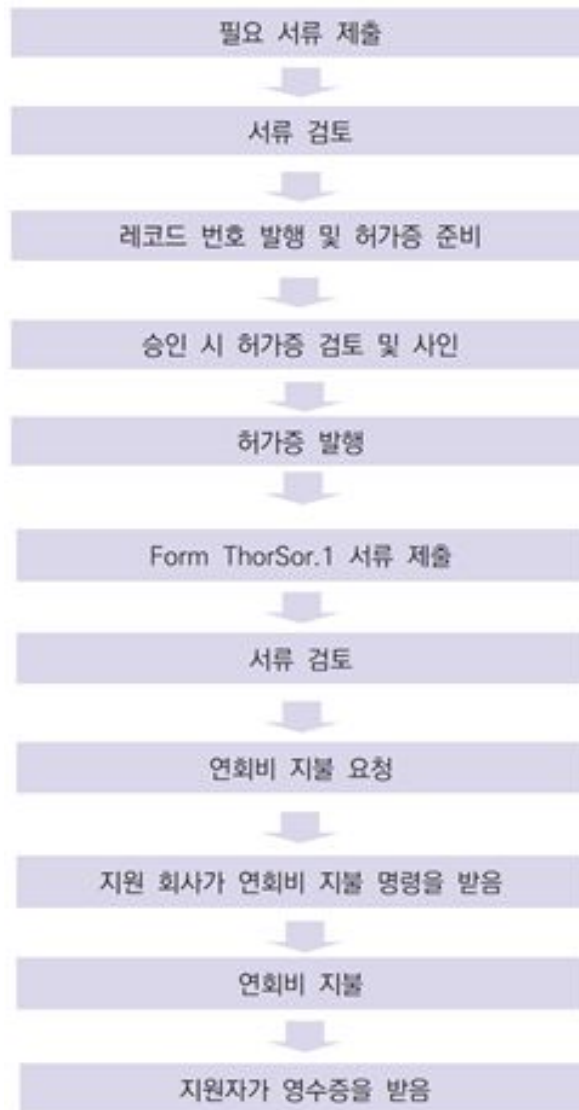 필요 서류 제출
서류 검토
레코드 번호 발행 및 허가증 준비
승인 시 허가증 검토 및 사인
허가증 발행
Form ThorSor.1 서류 제출
서류 검토
연회비 지불 요청
지원 회사가 연회비 지불 명령을 받음
연회비 지불
지원자가 영수증을 받음